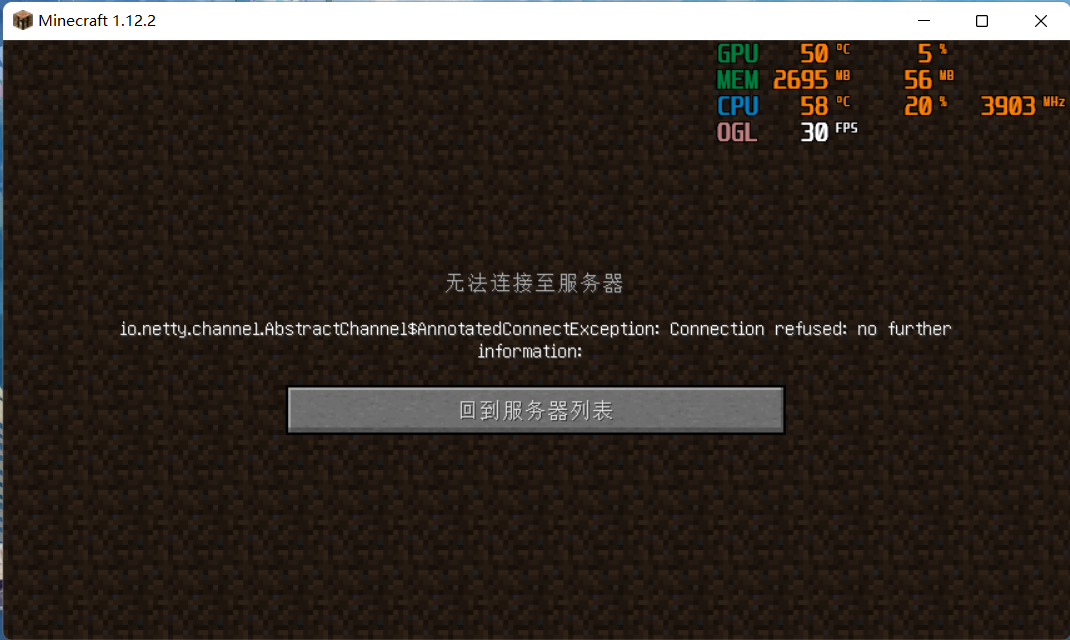 Minecraft 1.12.2
GPU 50 °C 5 %
MEM 2695 MB 56 MB
CPU 58 °C 20 % 3903 MHz
OGL 30 FPS
无法连接至服务器
io.netty.channel.AbstractChannel$AnnotatedConnectException: Connection refused: no further
information:
回到服务器列表